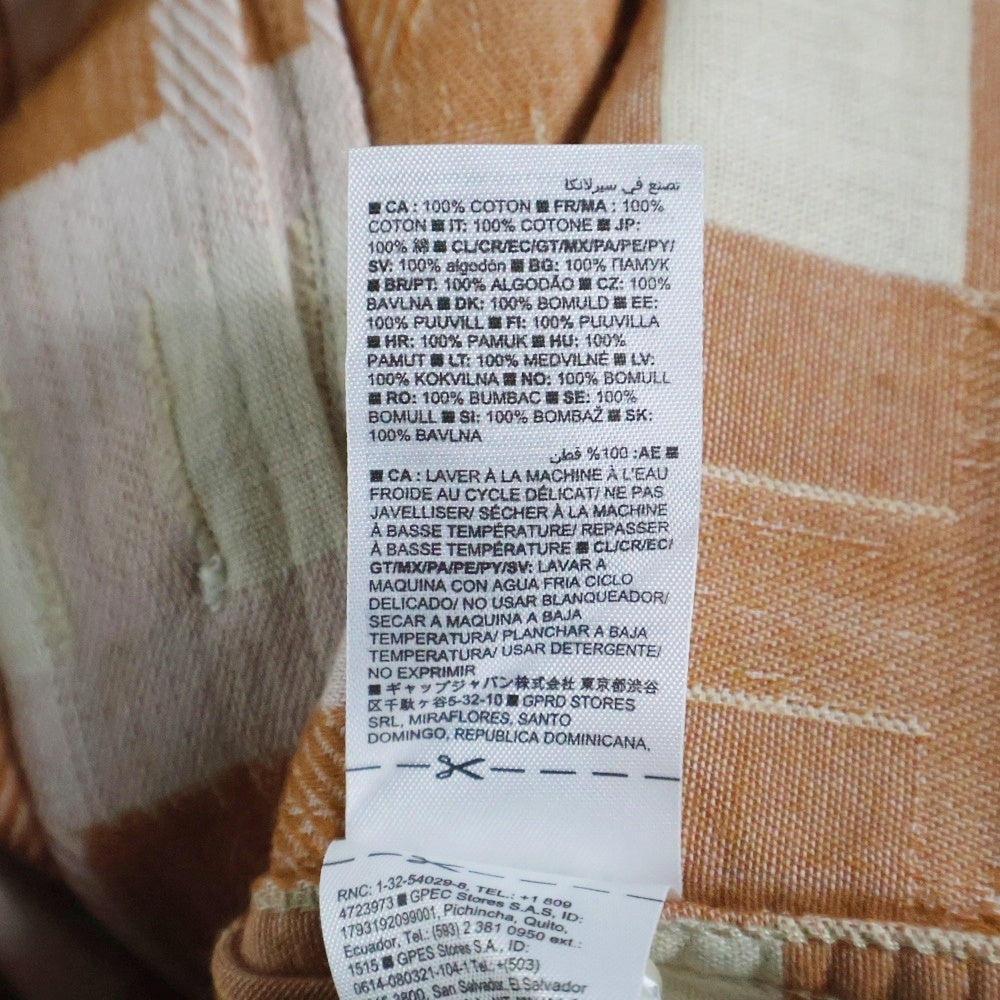 تصنع في سيرلانكا
■ CA : 100% COTON ■ FR/MA : 100%
COTON ■ IT: 100% COTONE ■ JP:
100% 綿 ■ CL/CR/EC/GT/MX/PA/PE/PY/
SV: 100% algodón ■ BG: 100% ПАМУК
■ BR/PT: 100% ALGODÃO ■ CZ: 100%
BAVLNA ■ DK: 100% BOMULD ■ EE:
100% PUUVILL ■ FI: 100% PUUVILLA
■ HR: 100% PAMUK ■ HU: 100%
PAMUT ■ LT: 100% MEDVILNĖ ■ LV:
100% KOKVILNA ■ NO: 100% BOMULL
■ RO: 100% BUMBAC ■ SE: 100%
BOMULL ■ SI: 100% BOMBAŽ ■ SK:
100% BAVLNA
■ AE: 100% قطن
■ CA : LAVER À LA MACHINE À L'EAU
FROIDE AU CYCLE DÉLICAT/ NE PAS
JAVELLISER/ SÉCHER À LA MACHINE
À BASSE TEMPÉRATURE/ REPASSER
À BASSE TEMPÉRATURE ■ CL/CR/EC/
GT/MX/PA/PE/PY/SV: LAVAR A
MAQUINA CON AGUA FRIA CICLO
DELICADO/ NO USAR BLANQUEADOR/
SECAR A MAQUINA A BAJA
TEMPERATURA/ PLANCHAR A BAJA
TEMPERATURA/ USAR DETERGENTE/
NO EXPRIMIR
■ ギャップジャパン株式会社 東京都渋谷
区千駄ヶ谷5-32-10 ■ GPRD STORES
SRL, MIRAFLORES, SANTO
DOMINGO, REPUBLICA DOMINICANA,
RNC: 1-32-54029-8, TEL.: +1 809
4723973 ■ GPEC Stores S.A.S, ID:
1793192099001, Pichincha, Quito,
Ecuador, Tel.: (593) 2 381 0950 ext.:
1515 ■ GPES Stores S.A., ID:
0614-080321-104-1 Tel.: +(503)
3800, San Salvador, El Salvador